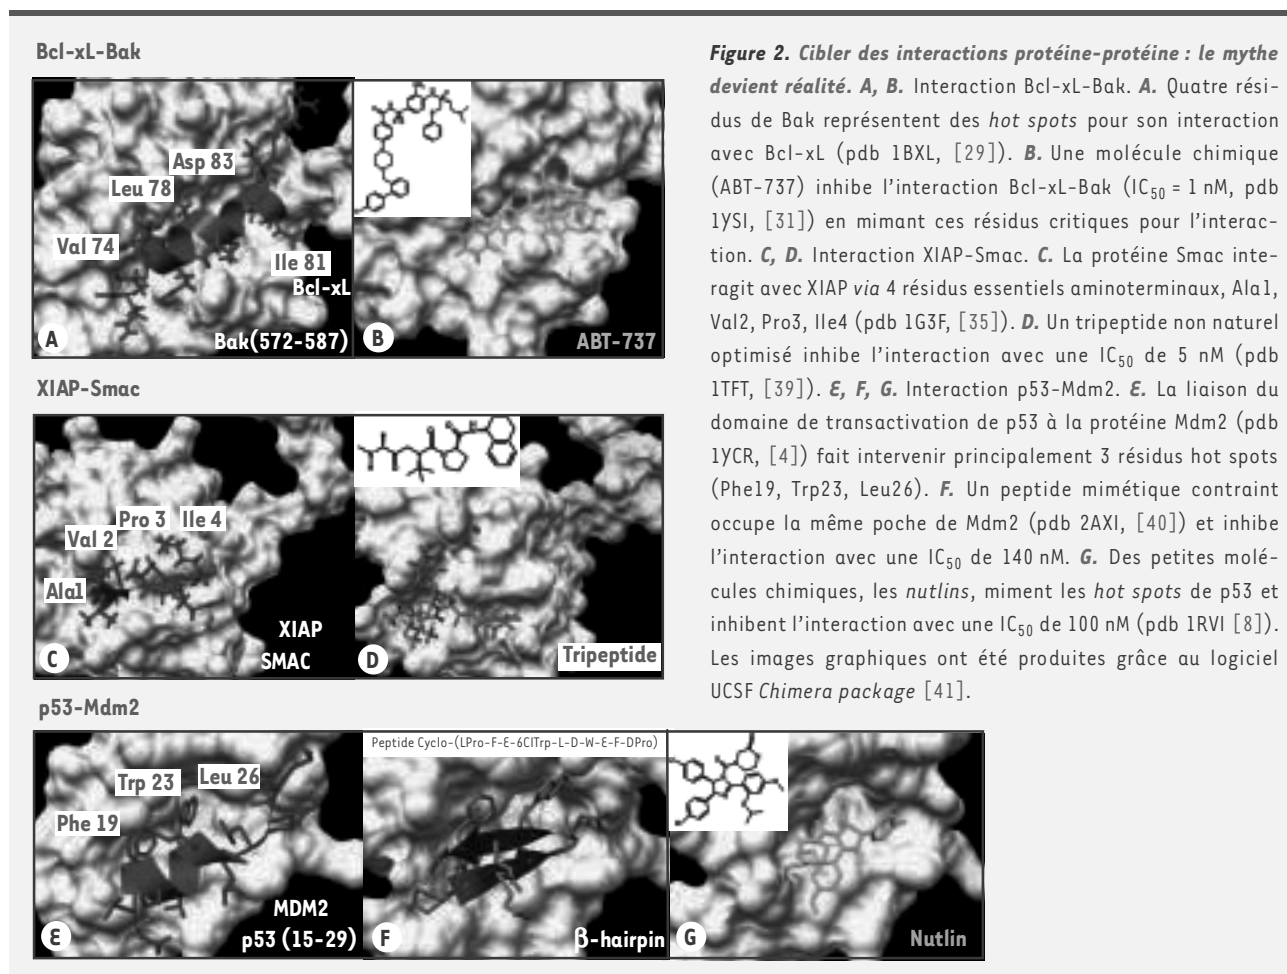 Bcl-xL-Bak
Asp 83
Leu 78
Val 74
Ile 81
Bcl-xL
A
Bak(572-587)
B
ABT-737
XIAP-Smac
Pro 3
Ile 4
Val 2
Ala1
XIAP
C
SMAC
D
Tripeptide
p53-Mdm2
Trp 23
Leu 26
Phe 19
MDM2
E
p53 (15-29)
Peptide Cyclo-(LPro-F-E-6ClTrp-L-D-W-E-F-DPro)
F
β-hairpin
G
Nutlin
Figure 2. Cibler des interactions protéine-protéine : le mythe
devient réalité. A, B. Interaction Bcl-xL-Bak. A. Quatre rési-
dus de Bak représentent des hot spots pour son interaction
avec Bcl-xL (pdb 1BXL, [29]). B. Une molécule chimique
(ABT-737) inhibe l'interaction Bcl-xL-Bak (IC50 = 1 nM, pdb
1YSI, [31]) en mimant ces résidus critiques pour l'interac-
tion. C, D. Interaction XIAP-Smac. C. La protéine Smac inte-
ragit avec XIAP via 4 résidus essentiels aminoterminaux, Ala1,
Val2, Pro3, Ile4 (pdb 1G3F, [35]). D. Un tripeptide non naturel
optimisé inhibe l'interaction avec une IC50 de 5 nM (pdb
1TFT, [39]). E, F, G. Interaction p53-Mdm2. E. La liaison du
domaine de transactivation de p53 à la protéine Mdm2 (pdb
1YCR, [4]) fait intervenir principalement 3 résidus hot spots
(Phe19, Trp23, Leu26). F. Un peptide mimétique contraint
occupe la même poche de Mdm2 (pdb 2AXI, [40]) et inhibe
l'interaction avec une IC50 de 140 nM. G. Des petites molé-
cules chimiques, les nutlins, miment les hot spots de p53 et
inhibent l'interaction avec une IC50 de 100 nM (pdb 1RVI [8]).
Les images graphiques ont été produites grâce au logiciel
UCSF Chimera package [41].